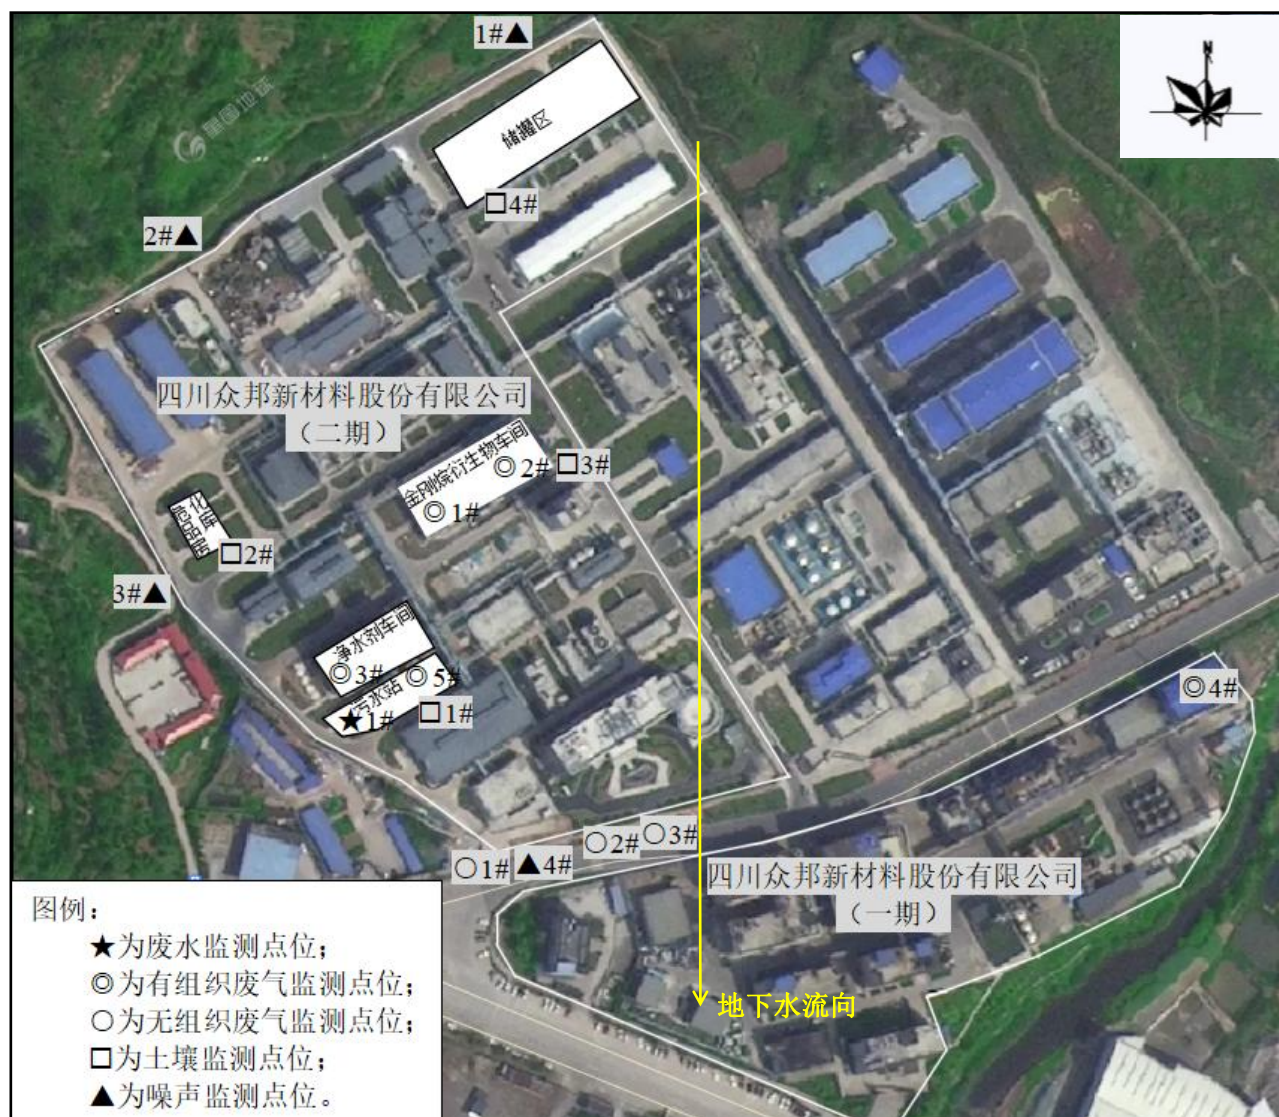 1#▲
N
星图地球
储罐区
□4#
2#▲
四川众邦新材料股份有限公司
（二期）
金刚烷衍生物车间
◎2#
□3#
◎1#
□2#
3#▲
净水剂车间
◎3#
◎5#
污水站
★1#
□1#
◎4#
○1#
▲4#
○2#
○3#
四川众邦新材料股份有限公司
（一期）
地下水流向
图例：
★为废水监测点位；
◎为有组织废气监测点位；
○为无组织废气监测点位；
□为土壤监测点位；
▲为噪声监测点位。